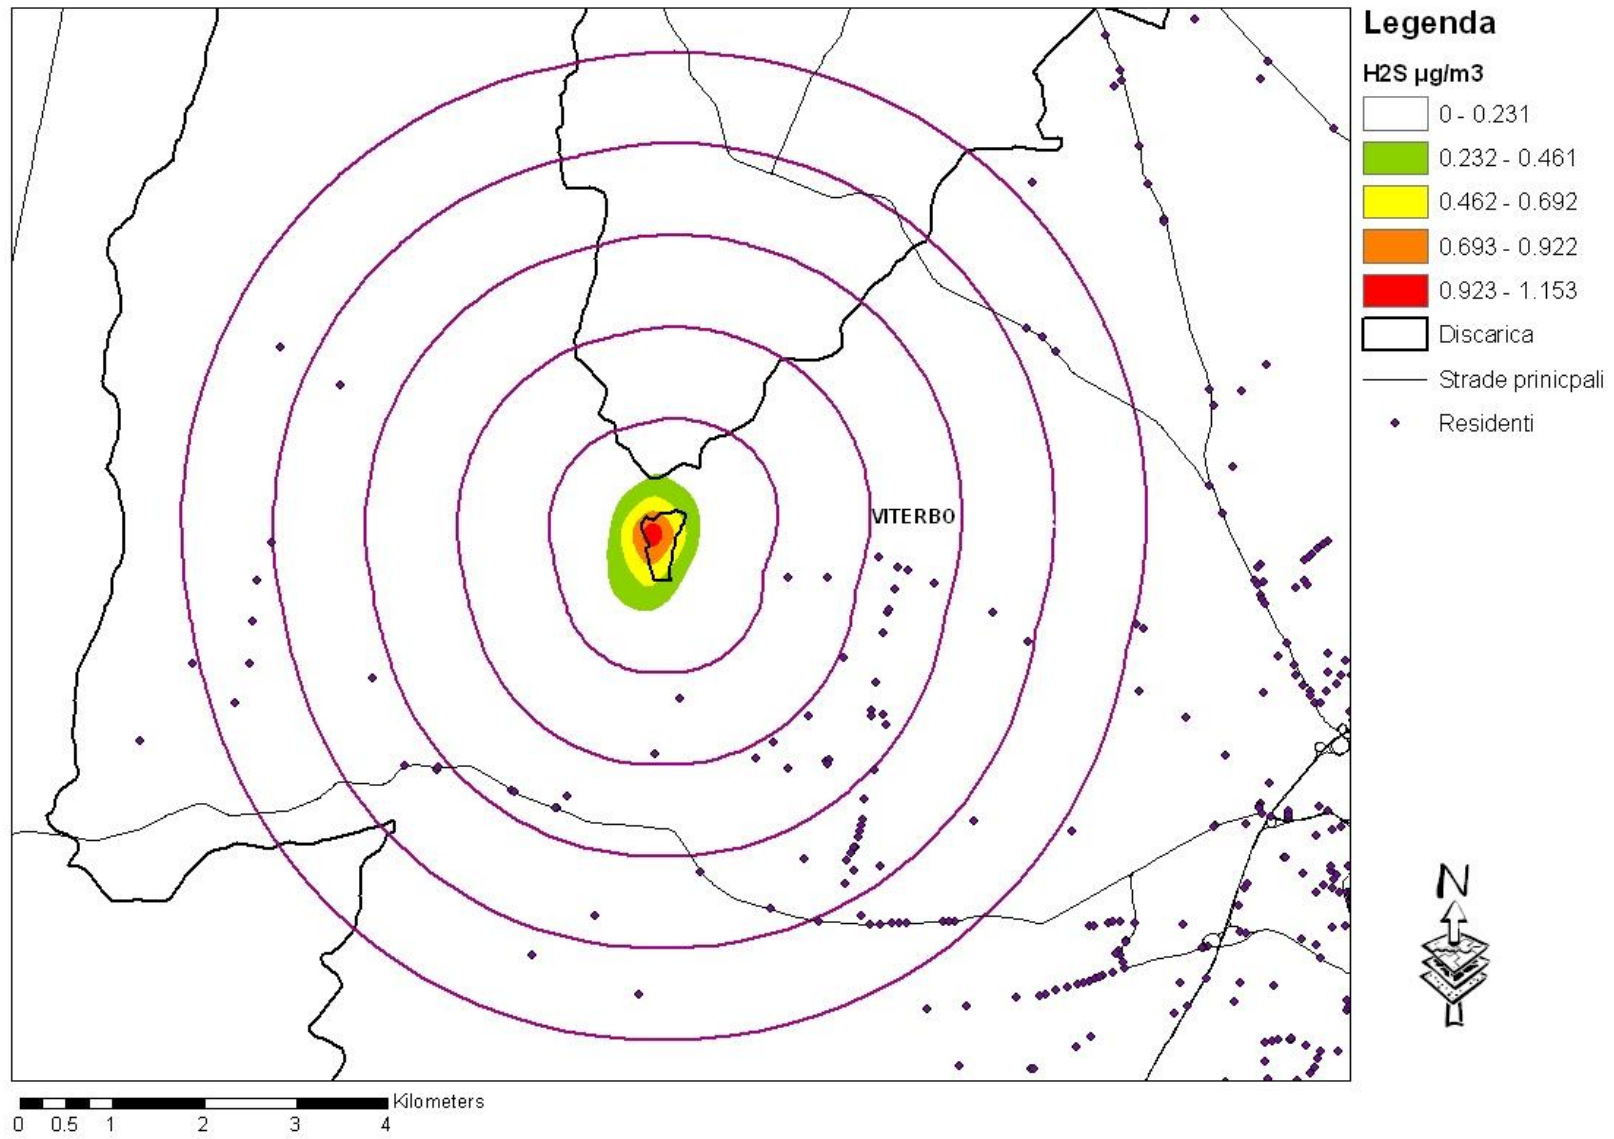 Legenda
H2S µg/m3
0 - 0.231
0.232 - 0.461
0.462 - 0.692
0.693 - 0.922
0.923 - 1.153
Discarica
Strade prinicpali
Residenti
VITERBO
N
Kilometers
0 0.5 1 2 3 4